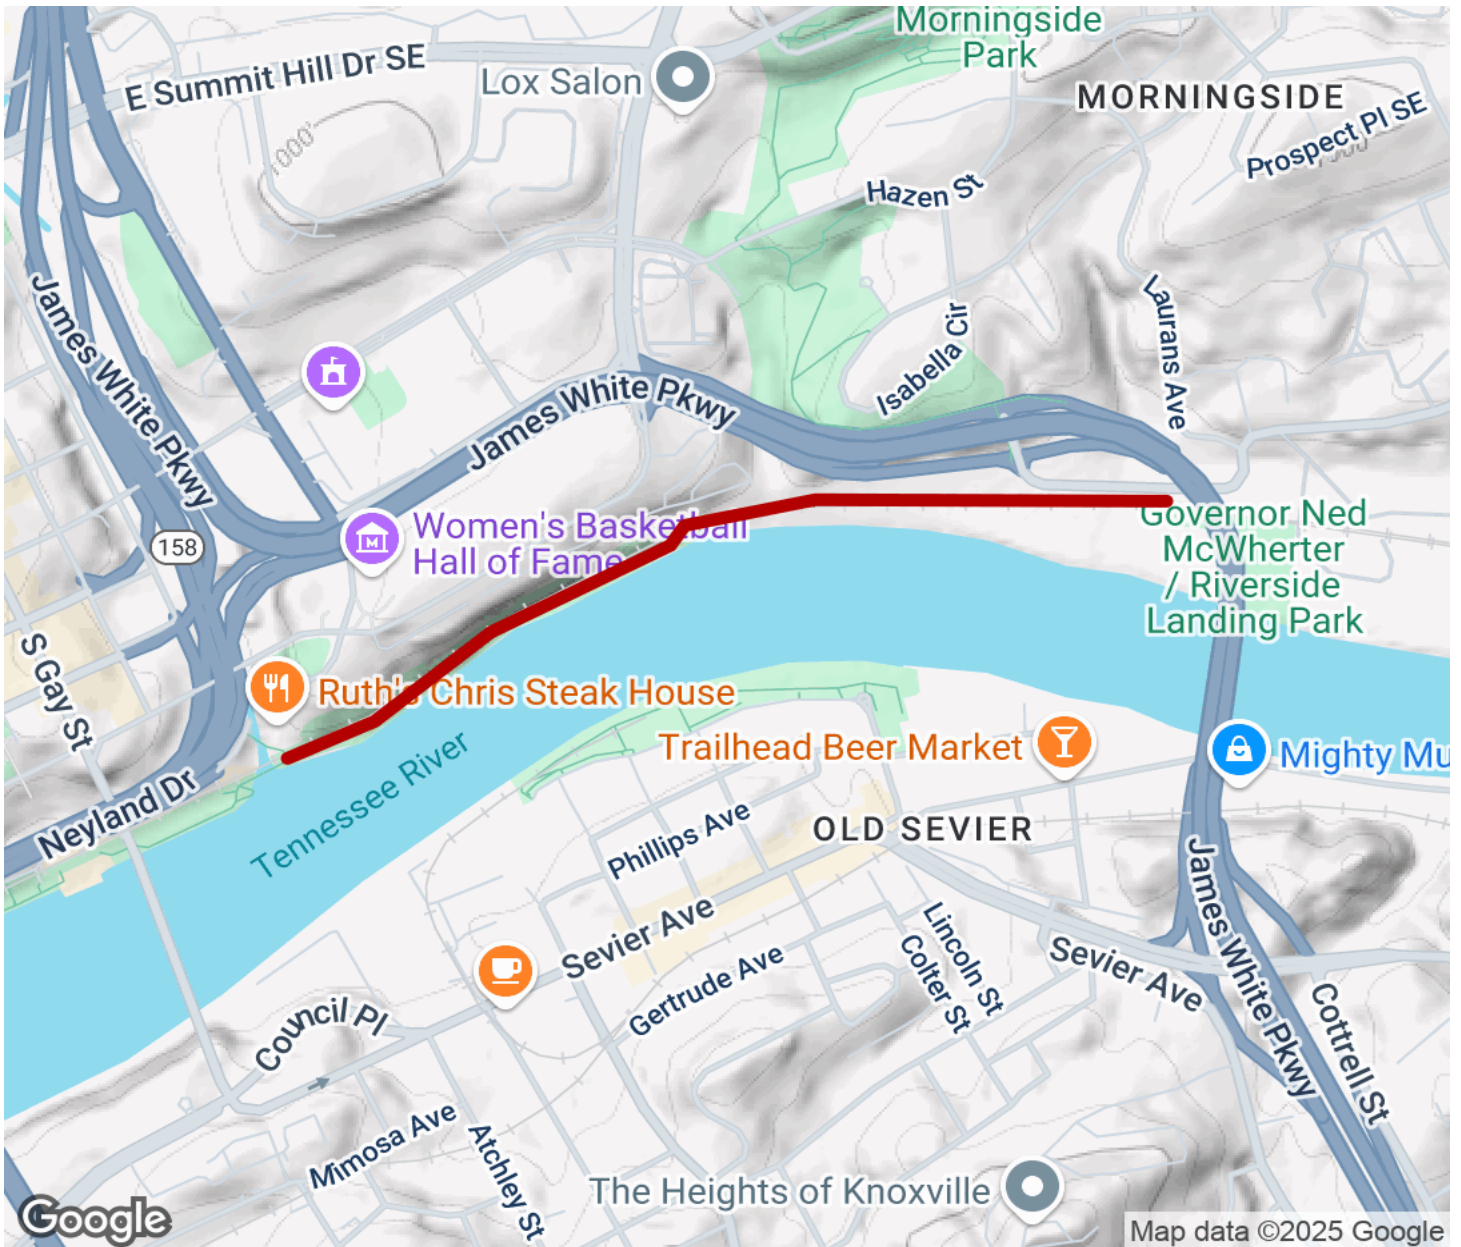 Morningside
Park
E Summit Hill Dr SE
Lox Salon
MORNINGSIDE
Prospect Pl SE
1000'
Hazen St
James White Pkwy
Laurans Ave
Isabella Cir
James White Pkwy
158
Women's Basketball
Hall of Fame
Governor Ned
McWherter
/ Riverside
Landing Park
S Gay St
Ruth's Chris Steak House
Trailhead Beer Market
Mighty Mu
Neyland Dr
Tennessee River
Phillips Ave
OLD SEVIER
James White Pkwy
Sevier Ave
Lincoln St
Colter St
Gertrude Ave
Sevier Ave
Cottrell St
Council Pl
Mimosa Ave
Atchley St
The Heights of Knoxville
Google
Map data ©2025 Google